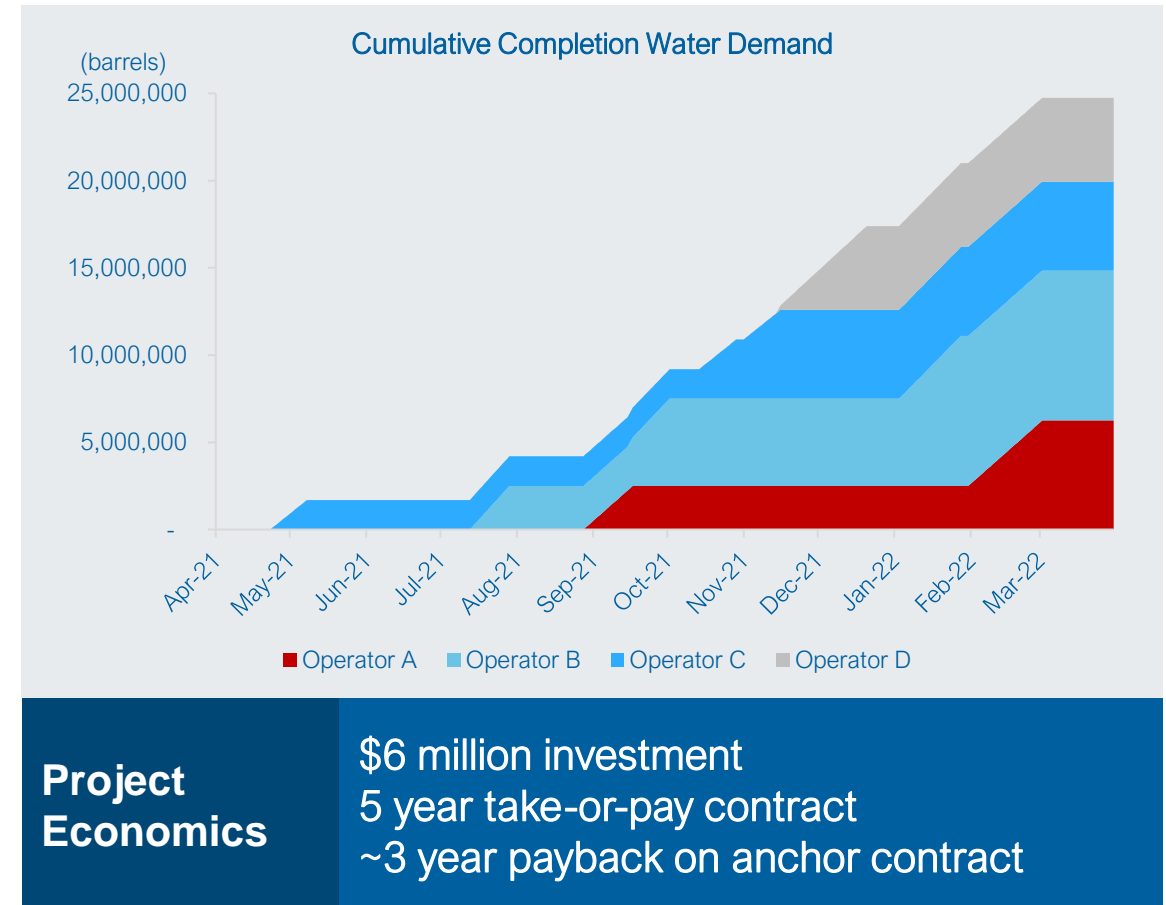 Cumulative Completion Water Demand
(barrels)
25,000,000
20,000,000
15,000,000
10,000,000
5,000,000
-
Apr-21 May-21 Jun-21 Jul-21 Aug-21 Sep-21 Oct-21 Nov-21 Dec-21 Jan-22 Feb-22 Mar-22
Operator A Operator B Operator C Operator D
Project
Economics
$6 million investment
5 year take-or-pay contract
~3 year payback on anchor contract